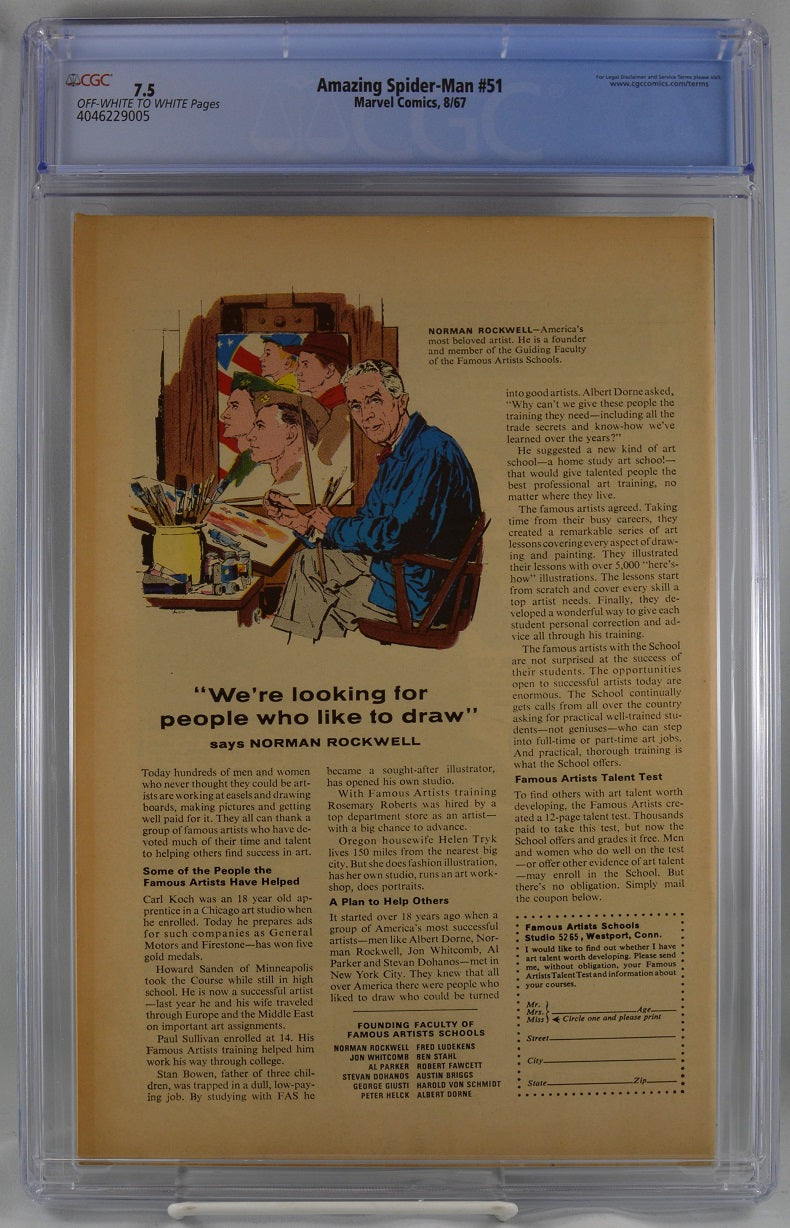 CGC
7.5
OFF-WHITE TO WHITE Pages
4046229005
Amazing Spider-Man #51
Marvel Comics, 8/67
For Legal Disclaimer and Service Terms please visit
www.cgccomics.com/terms
CGC
NORMAN ROCKWELL—America's
most beloved artist. He is a founder
and member of the Guiding Faculty
of the Famous Artists Schools.
"We're looking for
people who like to draw"
says NORMAN ROCKWELL
Today hundreds of men and women
who never thought they could be art-
ists are working at easels and drawing
boards, making pictures and getting
well paid for it. They all can thank a
group of famous artists who have de-
voted much of their time and talent
to helping others find success in art.
Some of the People the
Famous Artists Have Helped
Carl Koch was an 18 year old ap-
prentice in a Chicago art studio when
he enrolled. Today he prepares ads
for such companies as General
Motors and Firestone—has won five
gold medals.
Howard Sanden of Minneapolis
took the Course while still in high
school. He is now a successful artist
—last year he and his wife traveled
through Europe and the Middle East
on important art assignments.
Paul Sullivan enrolled at 14. His
Famous Artists training helped him
work his way through college.
Stan Bowen, father of three chil-
dren, was trapped in a dull, low-pay-
ing job. By studying with FAS he
became a sought-after illustrator,
has opened his own studio.
With Famous Artists training
Rosemary Roberts was hired by a
top department store as an artist—
with a big chance to advance.
Oregon housewife Helen Tryk
lives 150 miles from the nearest big
city. But she does fashion illustration,
has her own studio, runs an art work-
shop, does portraits.
A Plan to Help Others
It started over 18 years ago when a
group of America's most successful
artists—men like Albert Dorne, Nor-
man Rockwell, Jon Whitcomb, Al
Parker and Stevan Dohanos—met in
New York City. They knew that all
over America there were people who
liked to draw who could be turned
FOUNDING FACULTY OF
FAMOUS ARTISTS SCHOOLS
NORMAN ROCKWELL FRED LUDEKENS
JON WHITCOMB BEN STAHL
AL PARKER ROBERT FAWCETT
STEVAN DOHANOS AUSTIN BRIGGS
GEORGE GIUSTI HAROLD VON SCHMIDT
PETER HELCK ALBERT DORNE
into good artists. Albert Dorne asked,
"Why can't we give these people the
training they need—including all the
trade secrets and know-how we've
learned over the years?"
He suggested a new kind of art
school—a home study art school—
that would give talented people the
best professional art training, no
matter where they live.
The famous artists agreed. Taking
time from their busy careers, they
created a remarkable series of art
lessons covering every aspect of draw-
ing and painting. They illustrated
their lessons with over 5,000 "here's-
how" illustrations. The lessons start
from scratch and cover every skill a
top artist needs. Finally, they de-
veloped a wonderful way to give each
student personal correction and ad-
vice all through his training.
The famous artists with the School
are not surprised at the success of
their students. The opportunities
open to successful artists today are
enormous. The School continually
gets calls from all over the country
asking for practical well-trained stu-
dents—not geniuses—who can step
into full-time or part-time art jobs.
And practical, thorough training is
what the School offers.
Famous Artists Talent Test
To find others with art talent worth
developing, the Famous Artists cre-
ated a 12-page talent test. Thousands
paid to take this test, but now the
School offers and grades it free. Men
and women who do well on the test
—or offer other evidence of art talent
—may enroll in the School. But
there's no obligation. Simply mail
the coupon below.
Famous Artists Schools
Studio 5265, Westport, Conn.
I would like to find out whether I have
art talent worth developing. Please send
me, without obligation, your Famous
Artists Talent Test and information about
your courses.
Mr.
Mrs. Age
Miss Circle one and please print
Street
City
State Zip